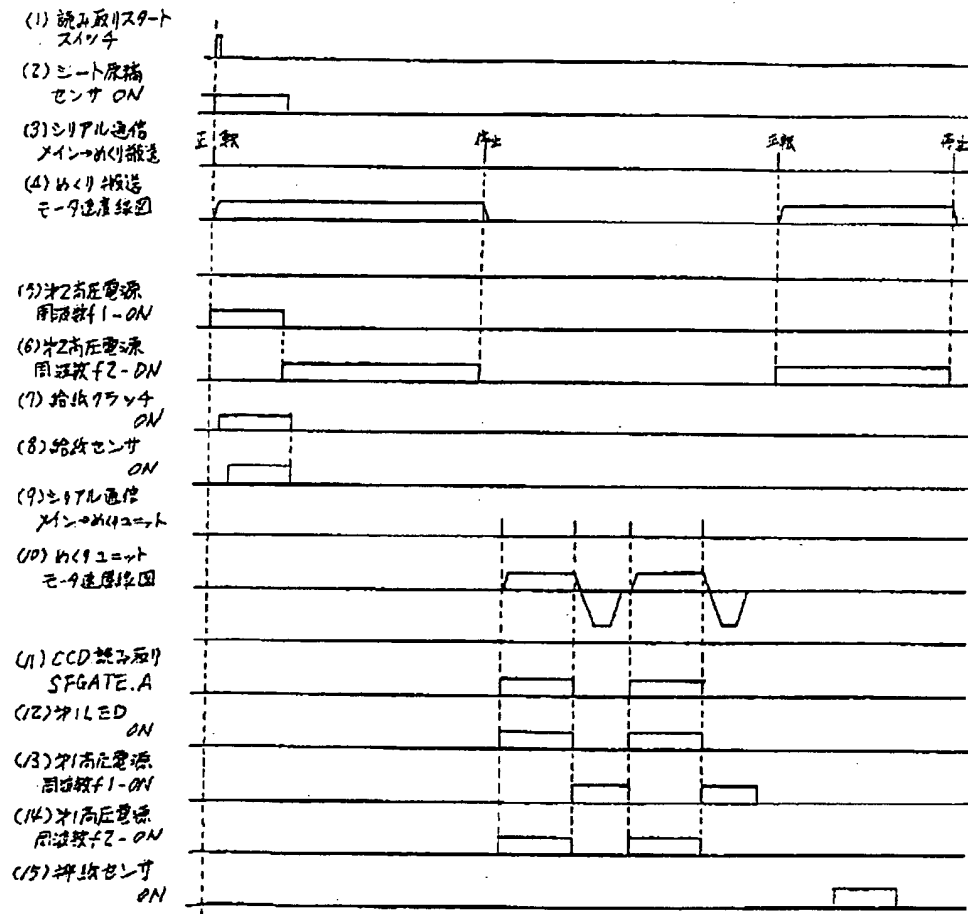 (1) 読み取りスタート
スイッチ
(2) シート原稿
センサ ON
(3) シリアル通信
メイン→めくり搬送
正転 停止 正転 停止
(4) めくり搬送
モータ速度線図
(5) 第2高圧電源
周波数f1-ON
(6) 第2高圧電源
周波数f2-ON
(7) 給紙クラッチ
ON
(8) 給紙センサ
ON
(9) シリアル通信
メイン→めくりユニット
(10) めくりユニット
モータ速度線図
(11) CCD読み取り
SFGATE.A
(12) 第1LED
ON
(13) 第1高圧電源
周波数f1-ON
(14) 第1高圧電源
周波数f2-ON
(15) 排紙センサ
ON